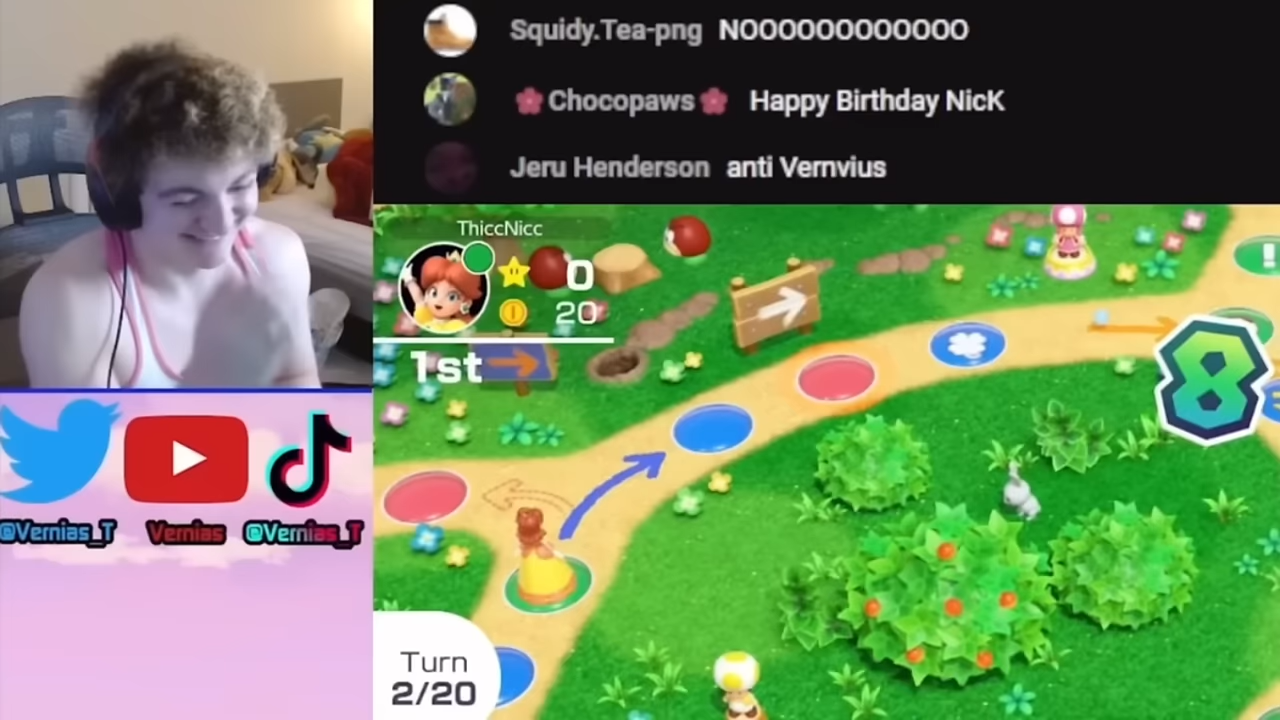 Squidy.Tea-png NOOOOOOOOOOOO
Chocopaws Happy Birthday NicK
Jeru Henderson anti Vernvius
ThiccNicc
0
20
1st
8
@Vernias_T Vernias @Vernias_T
Turn
2/20